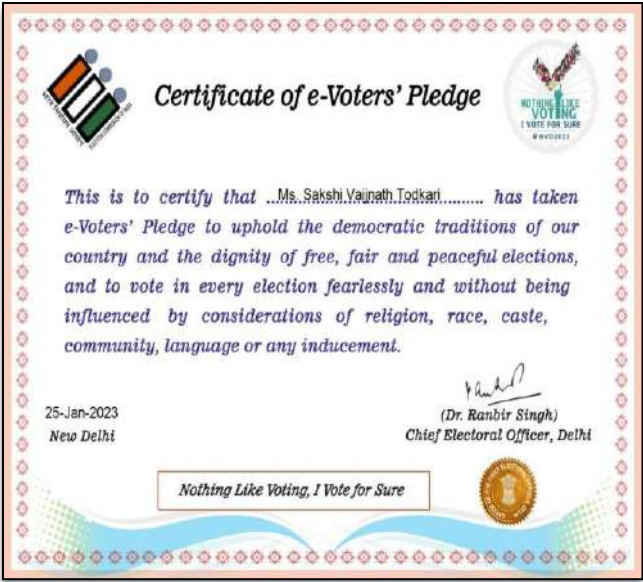 Certificate of e-Voters' Pledge
NOTHING LIKE
VOTING
I VOTE FOR SURE
This is to certify that ...Ms. Sakshi Vaijnath Todkari......... has taken
e-Voters' Pledge to uphold the democratic traditions of our
country and the dignity of free, fair and peaceful elections,
and to vote in every election fearlessly and without being
influenced by considerations of religion, race, caste,
community, language or any inducement.
25-Jan-2023
New Delhi
(Dr. Ranbir Singh)
Chief Electoral Officer, Delhi
Nothing Like Voting, I Vote for Sure